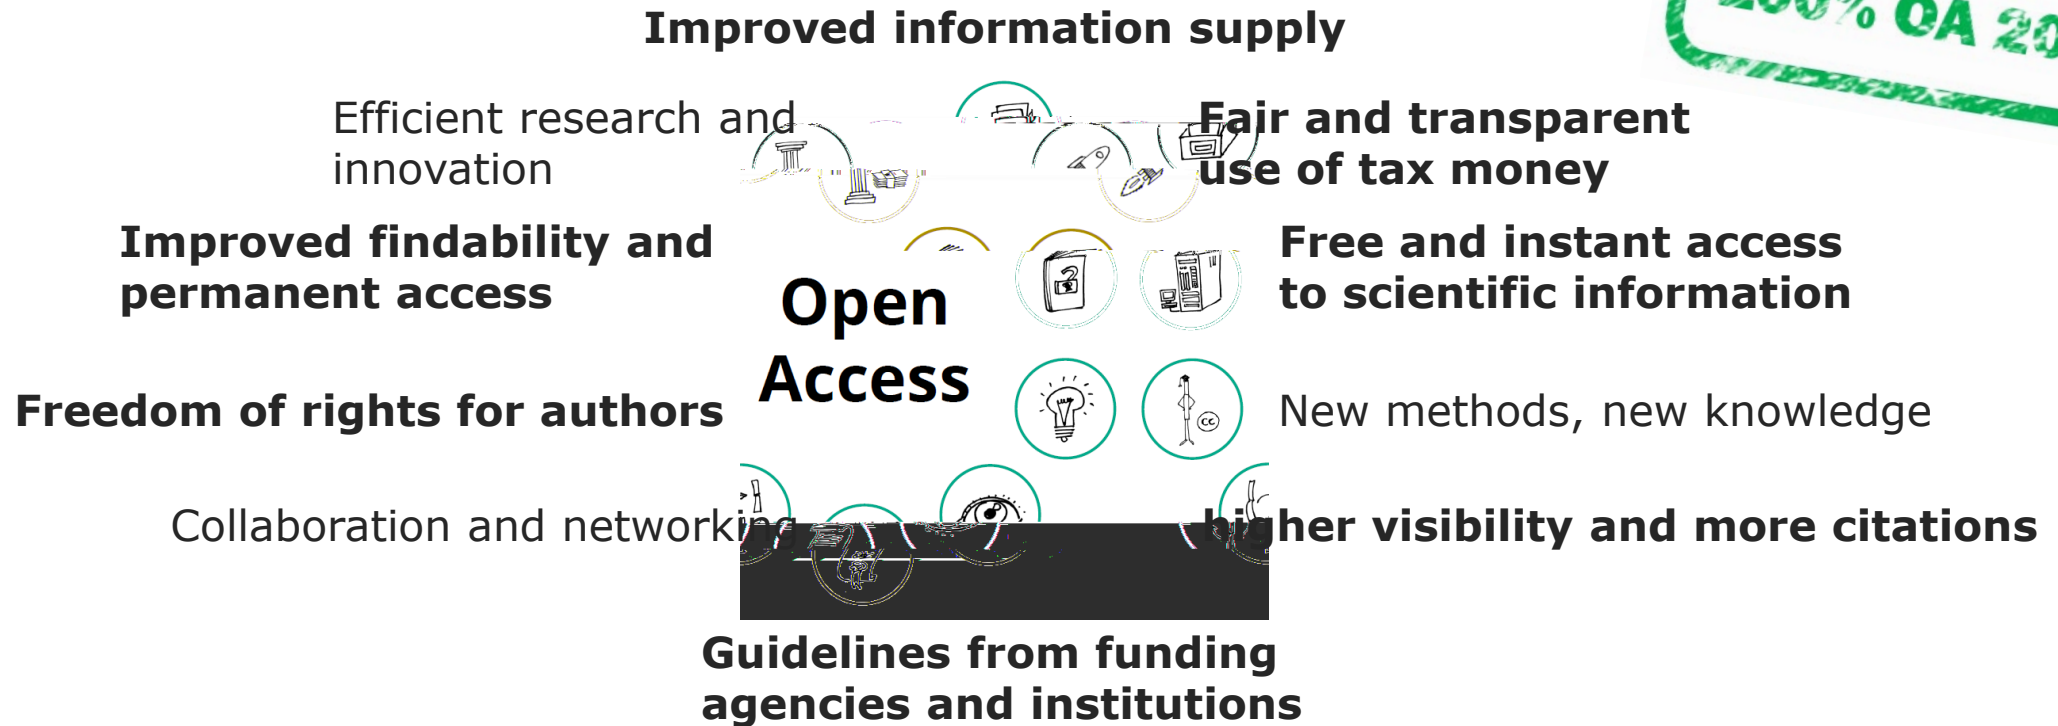 Improved information supply
% OA
Efficient research and
innovation
Fair and transparent
use of tax money
Improved findability and
permanent access
Free and instant access
to scientific information
Open
Access
Freedom of rights for authors
New methods, new knowledge
cc
Collaboration and networking
higher visibility and more citations
Guidelines from funding
agencies and institutions